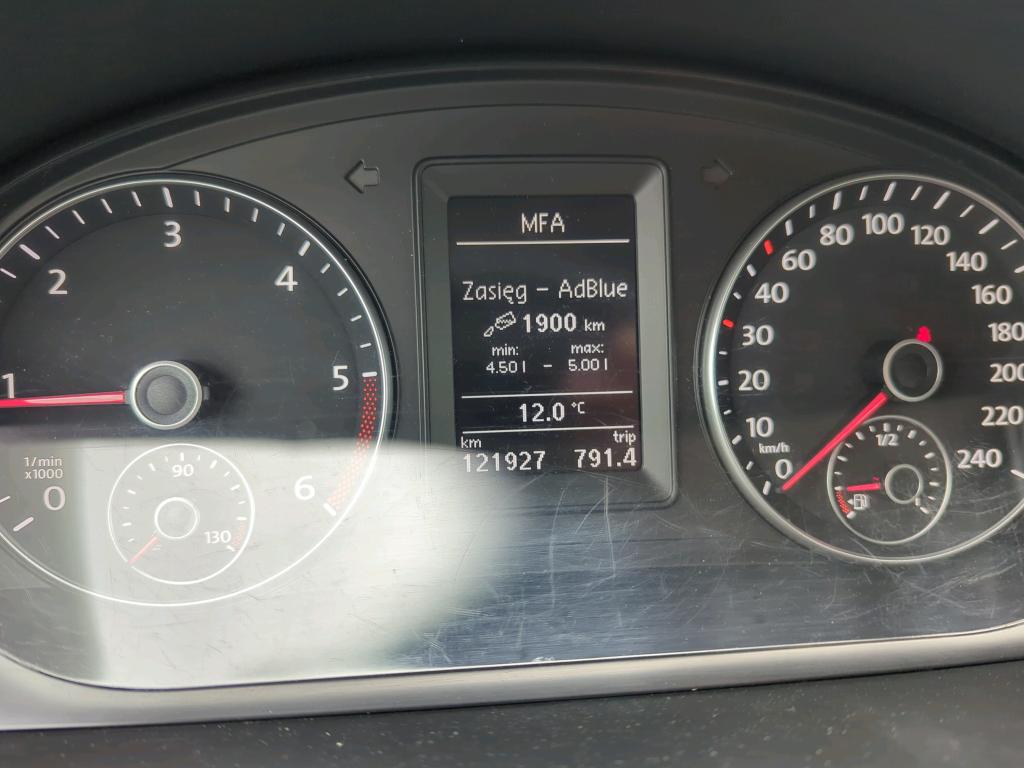 MFA
Zasięg - AdBlue
1900 km
min: max:
4.50 l - 5.00 l
12.0 °C
km trip
121927 791.4
1/min
x1000
0 1 2 3 4 5 6
90
130
km/h
0 10 20 30 40 60 80 100 120 140 160 180 200 220 240
1/2